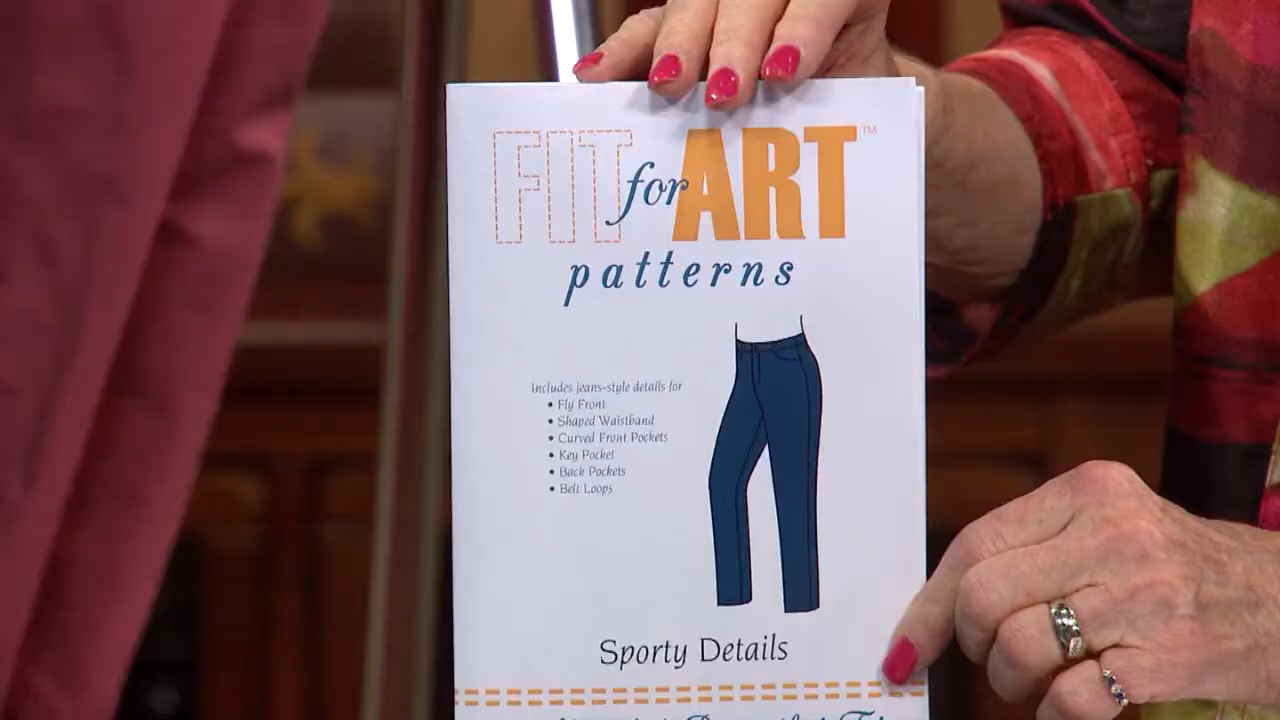 FIT for ART™
patterns
Includes jeans-style details for
• Fly Front
• Shaped Waistband
• Curved Front Pockets
• Key Pocket
• Back Pockets
• Belt Loops
Sporty Details